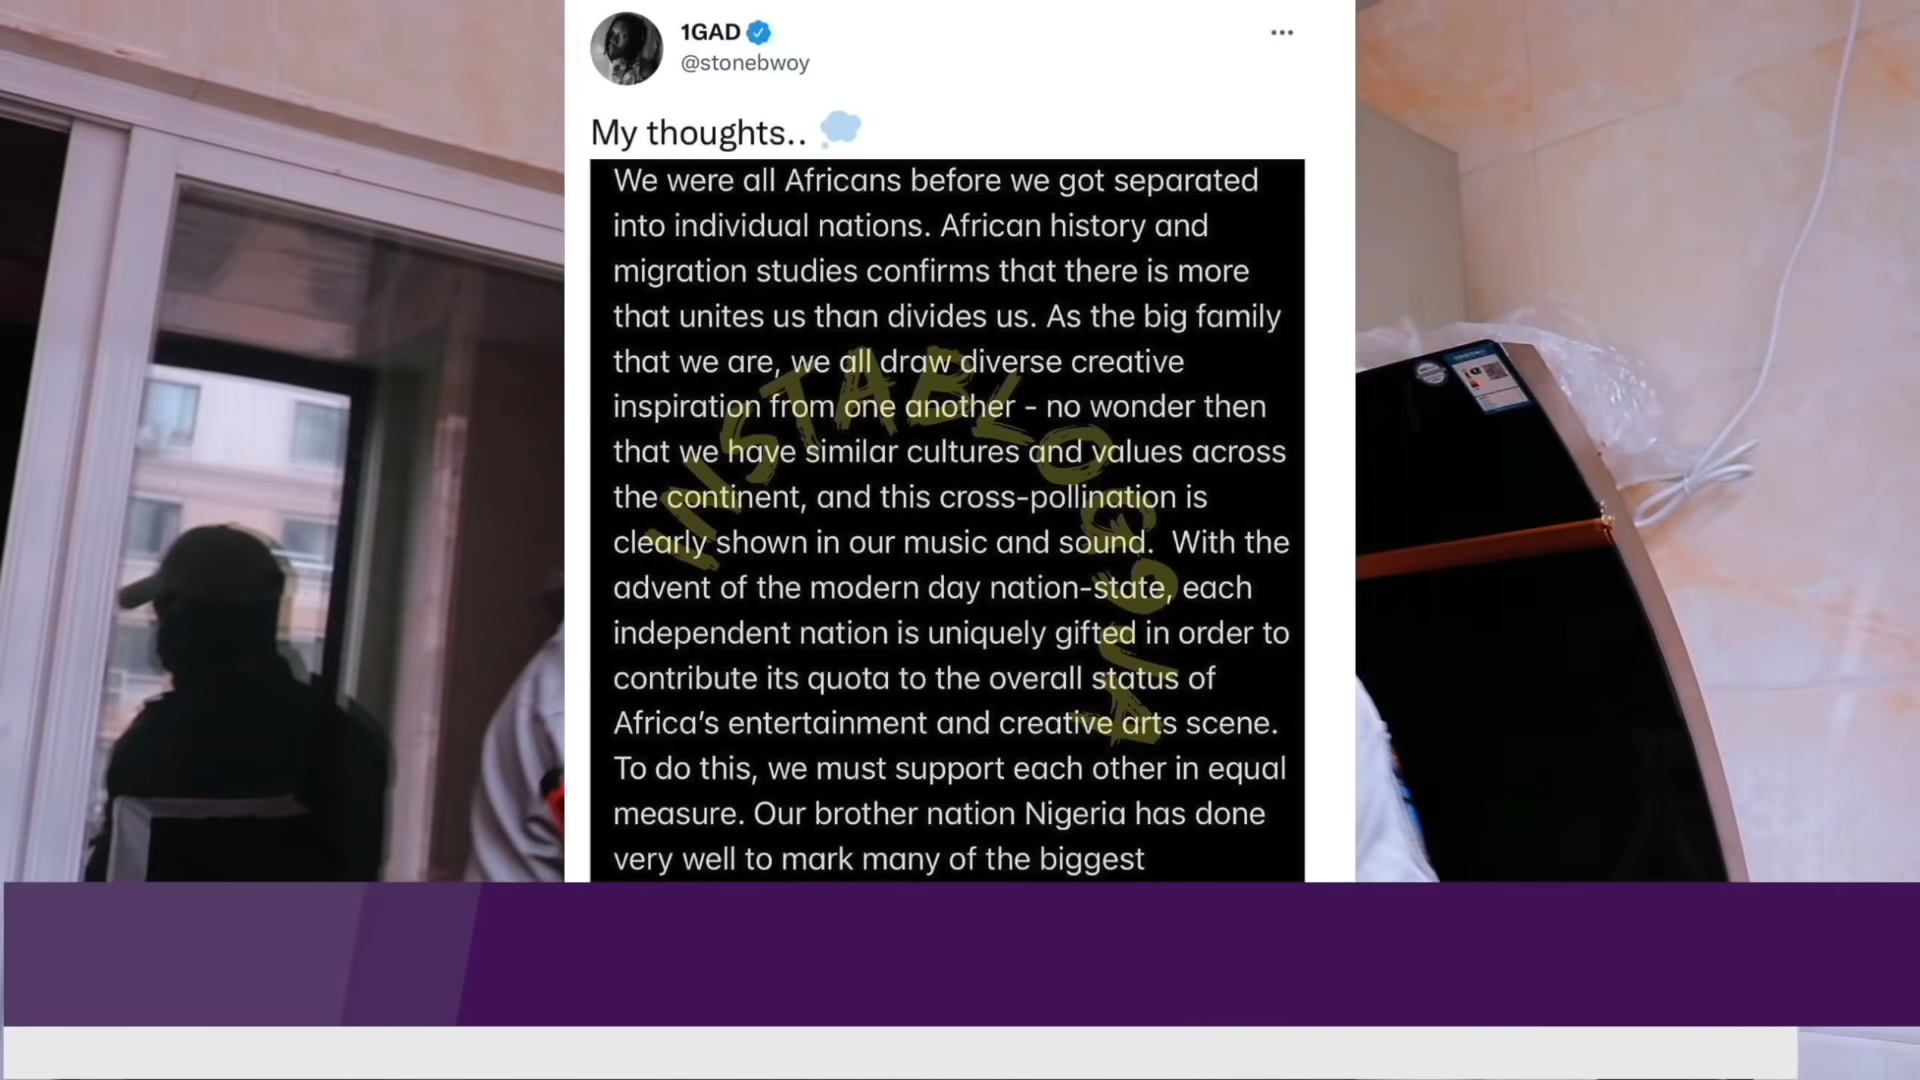 1GAD
@stonebwoy
My thoughts..
We were all Africans before we got separated
into individual nations. African history and
migration studies confirms that there is more
that unites us than divides us. As the big family
that we are, we all draw diverse creative
inspiration from one another - no wonder then
that we have similar cultures and values across
the continent, and this cross-pollination is
clearly shown in our music and sound. With the
advent of the modern day nation-state, each
independent nation is uniquely gifted in order to
contribute its quota to the overall status of
Africa's entertainment and creative arts scene.
To do this, we must support each other in equal
measure. Our brother nation Nigeria has done
very well to mark many of the biggest
INSTABLOG9JA